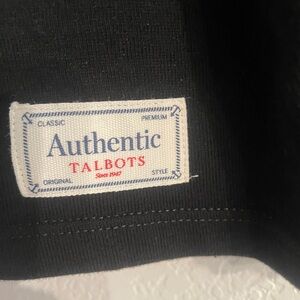 CLASSIC PREMIUM
Authentic
TALBOTS
Since 1947
ORIGINAL STYLE